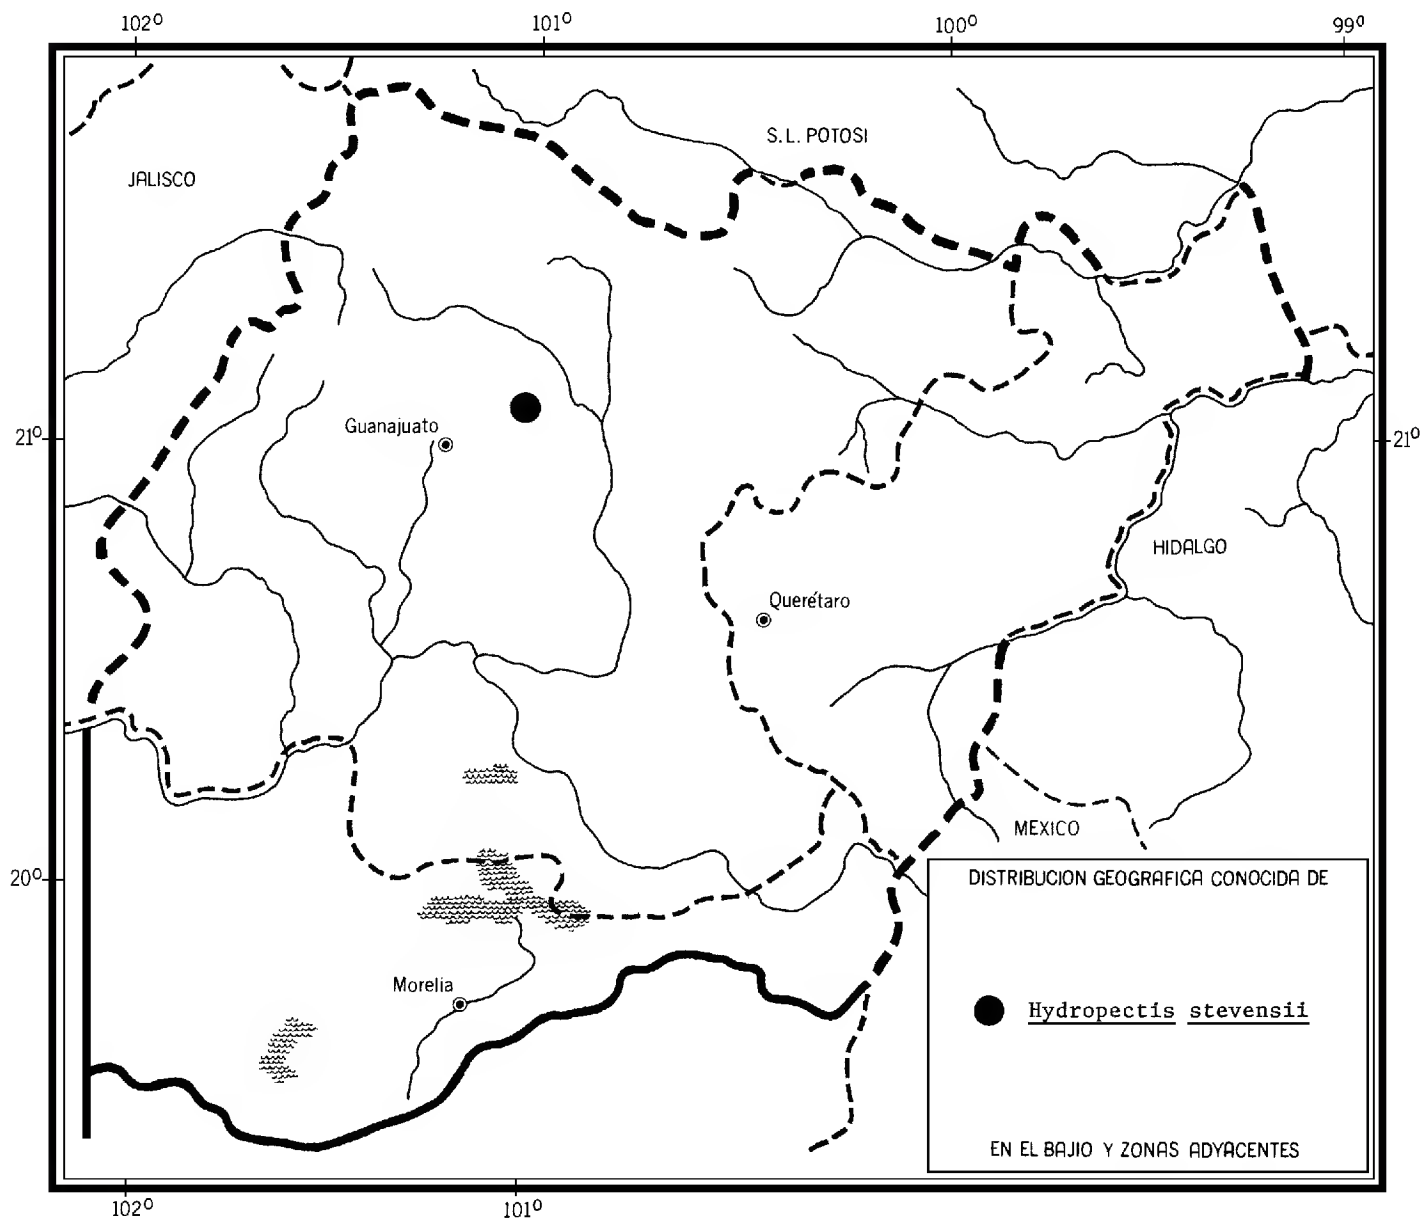 102º 101º 100º 99º
S.L. POTOSI
JALISCO
Guanajuato
21º 21º
HIDALGO
Querétaro
MEXICO
20º
DISTRIBUCION GEOGRAFICA CONOCIDA DE
Morelia
Hydropectis stevensii
EN EL BAJIO Y ZONAS ADYACENTES
102º 101º